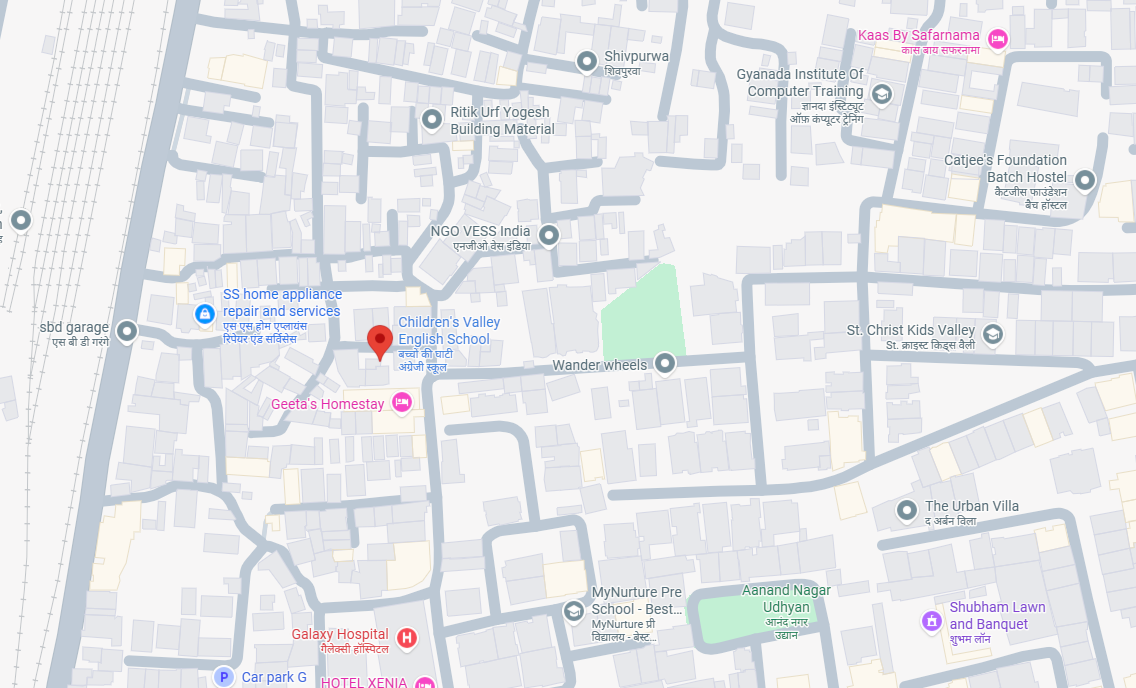 Kaas By Safarnama
कास बाय सफरनामा
Shivpurwa
शिवपुरवा
Gyanada Institute Of
Computer Training
ज्ञानदा इंस्टिट्यूट
ऑफ़ कंप्यूटर ट्रेनिंग
Ritik Urf Yogesh
Building Material
Catjee's Foundation
Batch Hostel
कैटजीस फाउंडेशन
बैच हॉस्टल
NGO VESS India
एनजीओ वेस इंडिया
SS home appliance
repair and services
एस एस होम एप्लायंस
रिपेयर एंड सर्विसेस
sbd garage
एस बी डी गरगे
Children's Valley
English School
बच्चों की घाटी
अंग्रेजी स्कूल
St. Christ Kids Valley
St. क्राइस्ट किड्स वैली
Wander wheels
Geeta's Homestay
The Urban Villa
द अर्बन विला
MyNurture Pre
School - Best...
MyNurture प्री
विद्यालय - बेस्ट...
Aanand Nagar
Udhyan
आनंद नगर
उद्यान
Shubham Lawn
and Banquet
शुभम लॉन
Galaxy Hospital
गैलेक्सी हॉस्पिटल
H
P
Car park G
HOTEL XENIA